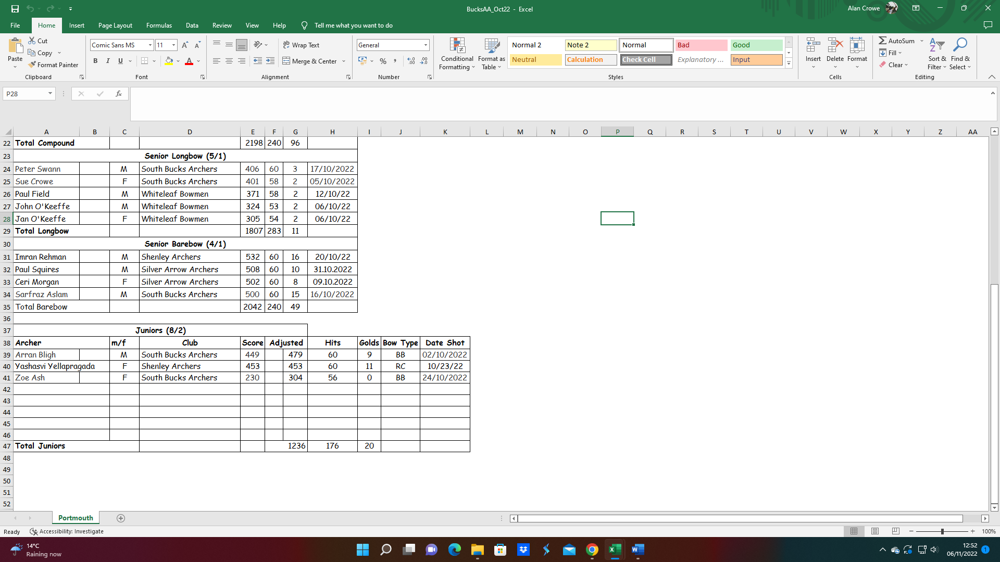 BucksAA_Oct22 - Excel
Alan Crowe
File Home Insert Page Layout Formulas Data Review View Help Tell me what you want to do
Paste
Cut
Copy
Format Painter
Clipboard
Comic Sans MS 11
B I U
Font
Wrap Text
Merge & Center
Alignment
General
Number
Conditional Formatting
Format as Table
Normal 2 Note 2 Normal Bad Good
Neutral Calculation Check Cell Explanatory ... Input
Styles
Insert Delete Format
Cells
AutoSum
Fill
Clear
Sort & Filter
Find & Select
Editing
P28 fx
A B C D E F G H I J K L M N O P Q R S T U V W X Y Z AA
22 Total Compound 2198 240 96
23 Senior Longbow (5/1)
24 Peter Swann M South Bucks Archers 406 60 3 17/10/2022
25 Sue Crowe F South Bucks Archers 401 58 2 05/10/2022
26 Paul Field M Whiteleaf Bowmen 371 58 2 12/10/22
27 John O'Keeffe M Whiteleaf Bowmen 324 53 2 06/10/22
28 Jan O'Keeffe F Whiteleaf Bowmen 305 54 2 06/10/22
29 Total Longbow 1807 283 11
30 Senior Barebow (4/1)
31 Imran Rehman M Shenley Archers 532 60 16 20/10/22
32 Paul Squires M Silver Arrow Archers 508 60 10 31.10.2022
33 Ceri Morgan F Silver Arrow Archers 502 60 8 09.10.2022
34 Sarfraz Aslam M South Bucks Archers 500 60 15 16/10/2022
35 Total Barebow 2042 240 49
36
37 Juniors (8/2)
38 Archer m/f Club Score Adjusted Hits Golds Bow Type Date Shot
39 Arran Bligh M South Bucks Archers 449 479 60 9 BB 02/10/2022
40 Yashasvi Yellapragada F Shenley Archers 453 453 60 11 RC 10/23/22
41 Zoe Ash F South Bucks Archers 230 304 56 0 BB 24/10/2022
42
43
44
45
46
47 Total Juniors 1236 176 20
48
49
50
51
52
Portmouth
Ready Accessibility: Investigate
100%
14°C
Raining now
12:52
06/11/2022
1